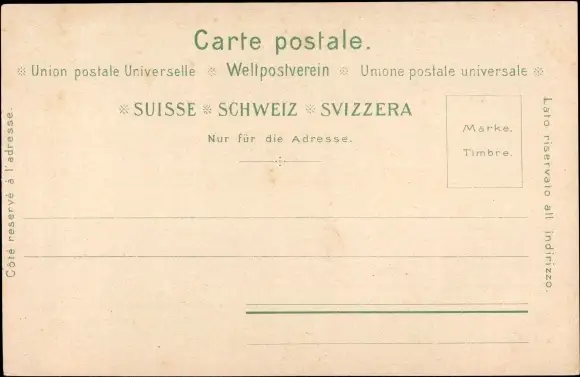 Carte postale.
※ Union postale Universelle ※ Weltpostverein ※ Unione postale universale ※
※ SUISSE ※ SCHWEIZ ※ SVIZZERA
Nur für die Adresse.
Marke.
Timbre.
Côté reservé à l'adresse.
Lato riservato all indirizzo.